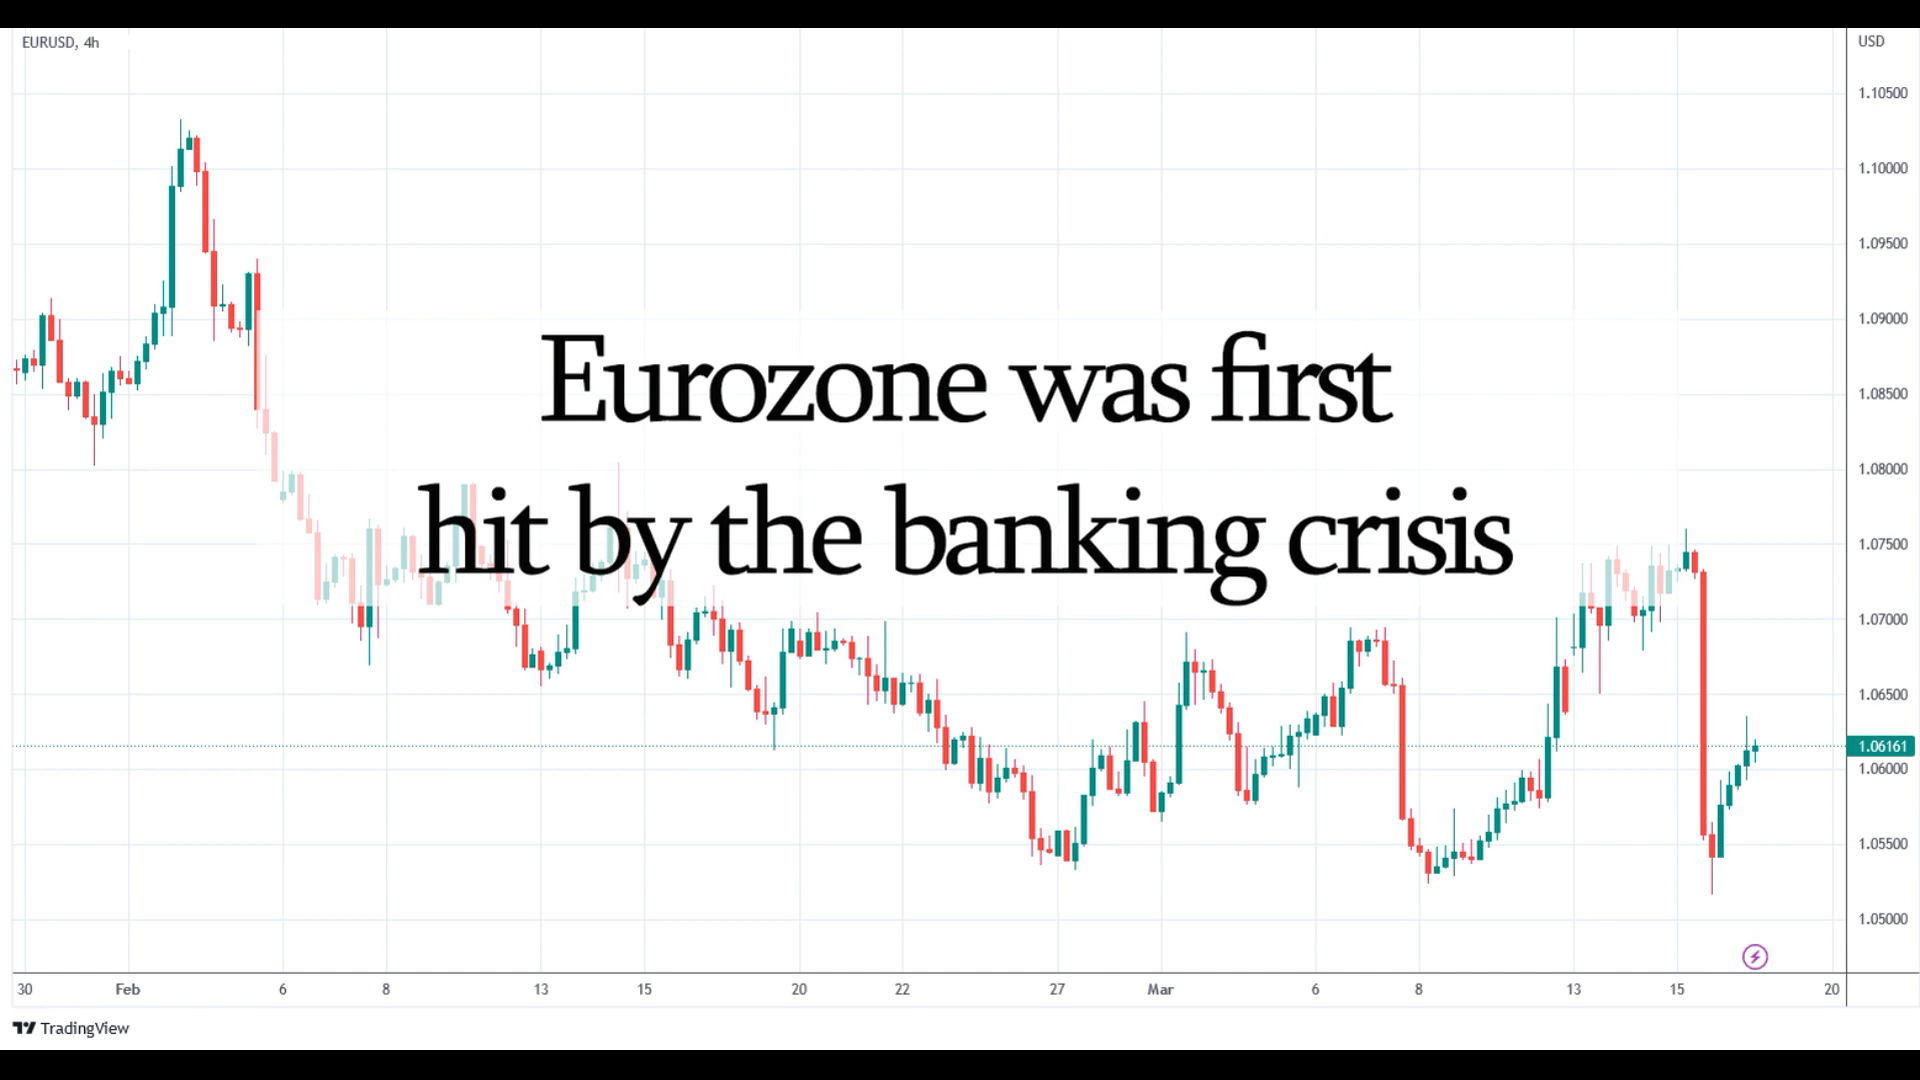 EURUSD, 4h
USD
1.10500
1.10000
1.09500
1.09000
1.08500
1.08000
1.07500
1.07000
1.06500
1.06161
1.06000
1.05500
1.05000
Eurozone was first
hit by the banking crisis
30 Feb 6 8 13 15 20 22 27 Mar 6 8 13 15 20
TradingView